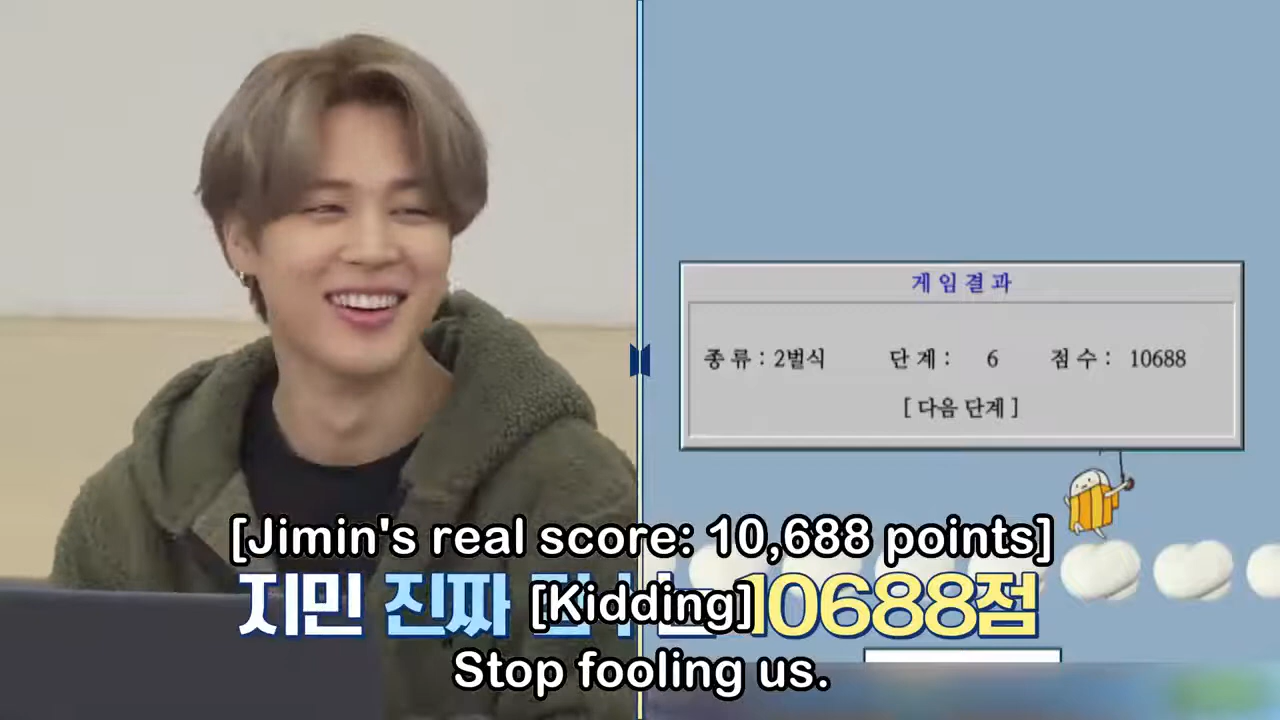 게임결과
종류 : 2벌식 단계 : 6 점수 : 10688
[ 다음 단계 ]
[Jimin's real score: 10,688 points]
지민 진짜 10688점
[Kidding]
Stop fooling us.